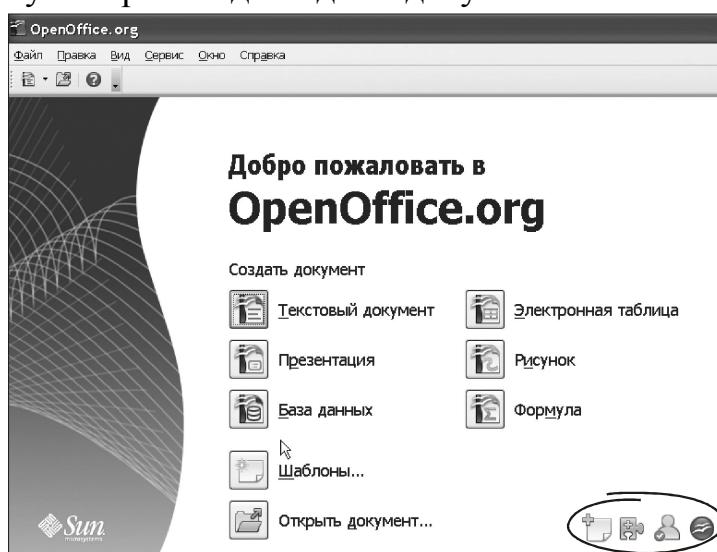 OpenOffice.org
Файл Правка Вид Сервис Окно Справка
Добро пожаловать в
OpenOffice.org
Создать документ
Текстовый документ Электронная таблица
Презентация Рисунок
База данных Формула
Шаблоны...
Открыть документ...
Sun
microsystems